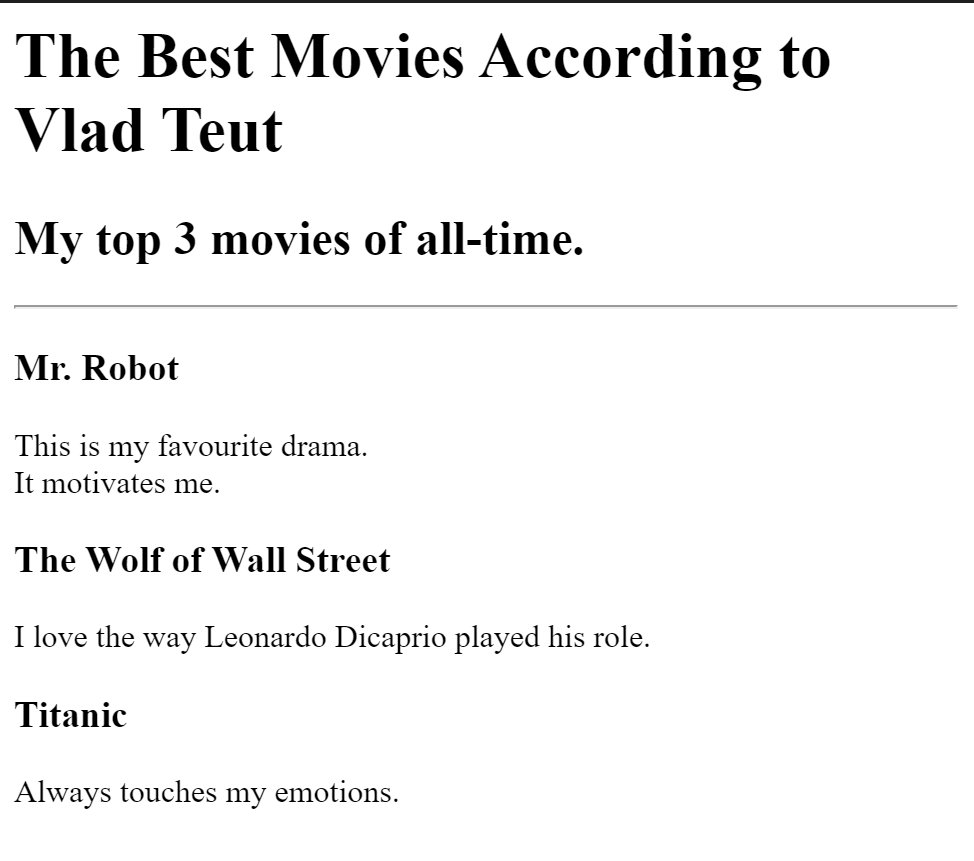 The Best Movies According to
Vlad Teut
My top 3 movies of all-time.
Mr. Robot
This is my favourite drama.
It motivates me.
The Wolf of Wall Street
I love the way Leonardo Dicaprio played his role.
Titanic
Always touches my emotions.